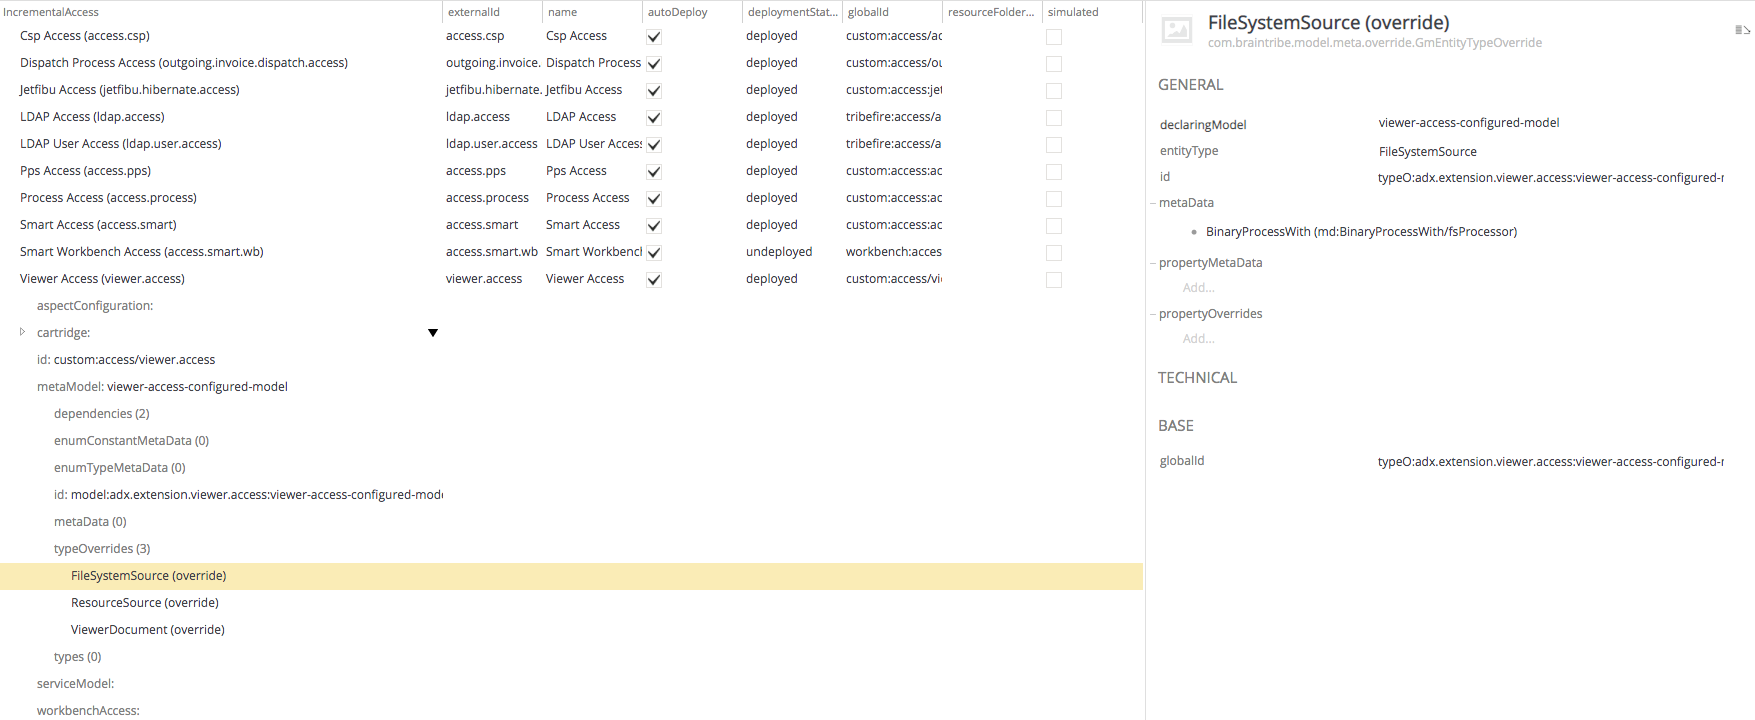 IncrementalAccess externalId name autoDeploy deploymentStat... globalId resourceFolder... simulated
Csp Access (access.csp) access.csp Csp Access deployed custom:access/ac
Dispatch Process Access (outgoing.invoice.dispatch.access) outgoing.invoice. Dispatch Process deployed custom:access/ou
Jetfibu Access (jetfibu.hibernate.access) jetfibu.hibernate. Jetfibu Access deployed custom:access:jet
LDAP Access (ldap.access) ldap.access LDAP Access deployed tribefire:access/a
LDAP User Access (ldap.user.access) ldap.user.access LDAP User Access deployed tribefire:access/a
Pps Access (access.pps) access.pps Pps Access deployed custom:access:ac
Process Access (access.process) access.process Process Access deployed custom:access:ac
Smart Access (access.smart) access.smart Smart Access deployed custom:access:ac
Smart Workbench Access (access.smart.wb) access.smart.wb Smart Workbencl undeployed workbench:acces
Viewer Access (viewer.access) viewer.access Viewer Access deployed custom:access/vi
aspectConfiguration:
cartridge:
id: custom:access/viewer.access
metaModel: viewer-access-configured-model
dependencies (2)
enumConstantMetaData (0)
enumTypeMetaData (0)
id: model:adx.extension.viewer.access:viewer-access-configured-mode
metaData (0)
typeOverrides (3)
FileSystemSource (override)
ResourceSource (override)
ViewerDocument (override)
types (0)
serviceModel:
workbenchAccess:
FileSystemSource (override)
com.braintribe.model.meta.override.GmEntityTypeOverride
GENERAL
declaringModel viewer-access-configured-model
entityType FileSystemSource
id typeO:adx.extension.viewer.access:viewer-access-configured-r
metaData
BinaryProcessWith (md:BinaryProcessWith/fsProcessor)
propertyMetaData
Add...
propertyOverrides
Add...
TECHNICAL
BASE
globalId typeO:adx.extension.viewer.access:viewer-access-configured-r